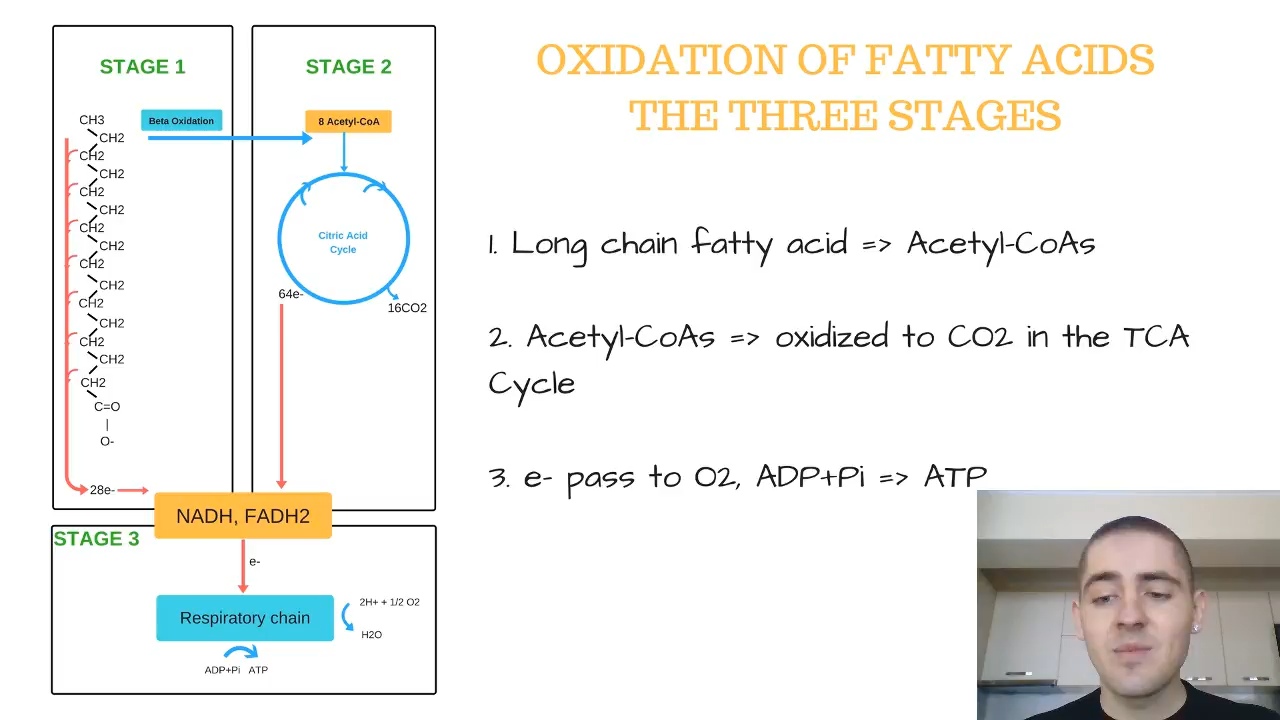 OXIDATION OF FATTY ACIDS
THE THREE STAGES
STAGE 1
CH3
CH2
CH2
CH2
CH2
CH2
CH2
CH2
CH2
CH2
CH2
CH2
CH2
CH2
CH2
C=O
|
O-
28e-
Beta Oxidation
STAGE 2
8 Acetyl-CoA
Citric Acid
Cycle
64e-
16CO2
NADH, FADH2
STAGE 3
e-
Respiratory chain
2H+ + 1/2 O2
H2O
ADP+Pi ATP
1. Long chain fatty acid => Acetyl-CoAs
2. Acetyl-CoAs => oxidized to CO2 in the TCA
Cycle
3. e- pass to O2, ADP+Pi => ATP